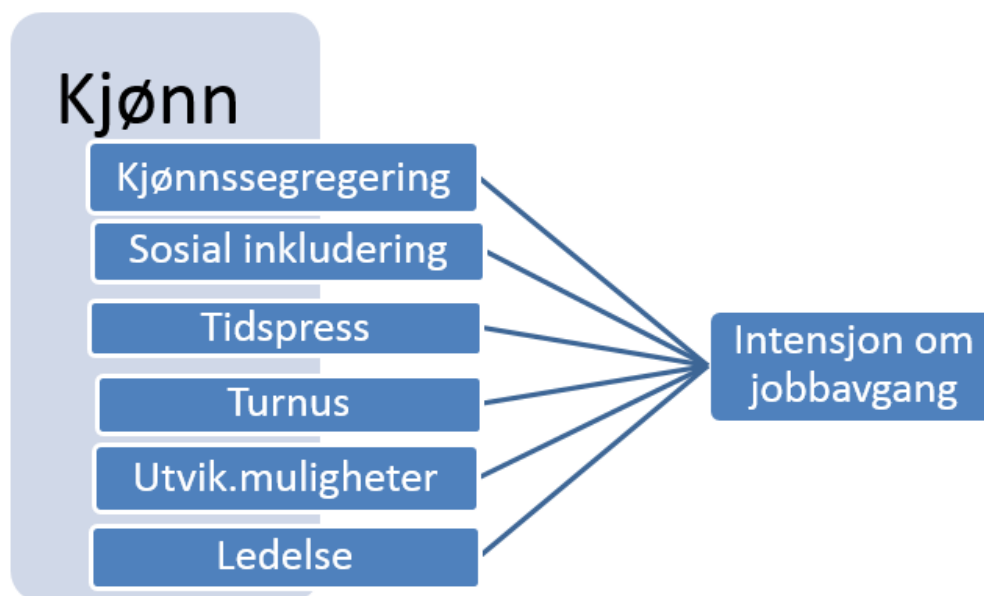 Kjønn
Kjønnssegregering
Sosial inkludering
Tidspress
Turnus
Utvik.muligheter
Ledelse
Intensjon om
jobbavgang